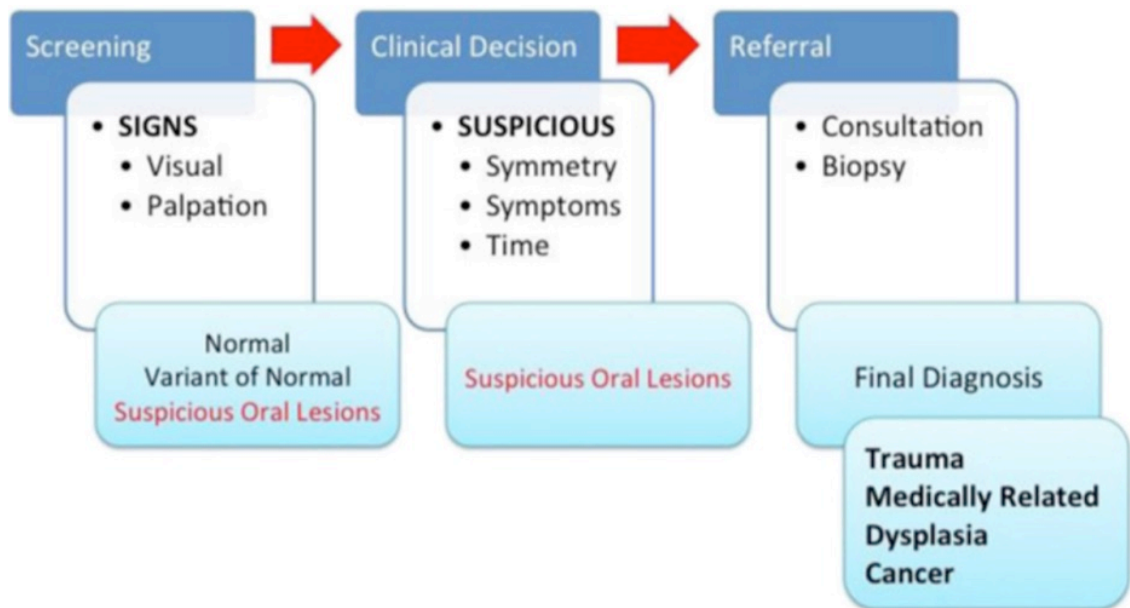 Screening
• SIGNS
• Visual
• Palpation
Normal
Variant of Normal
Suspicious Oral Lesions
Clinical Decision
• SUSPICIOUS
• Symmetry
• Symptoms
• Time
Suspicious Oral Lesions
Referral
• Consultation
• Biopsy
Final Diagnosis
Trauma
Medically Related
Dysplasia
Cancer